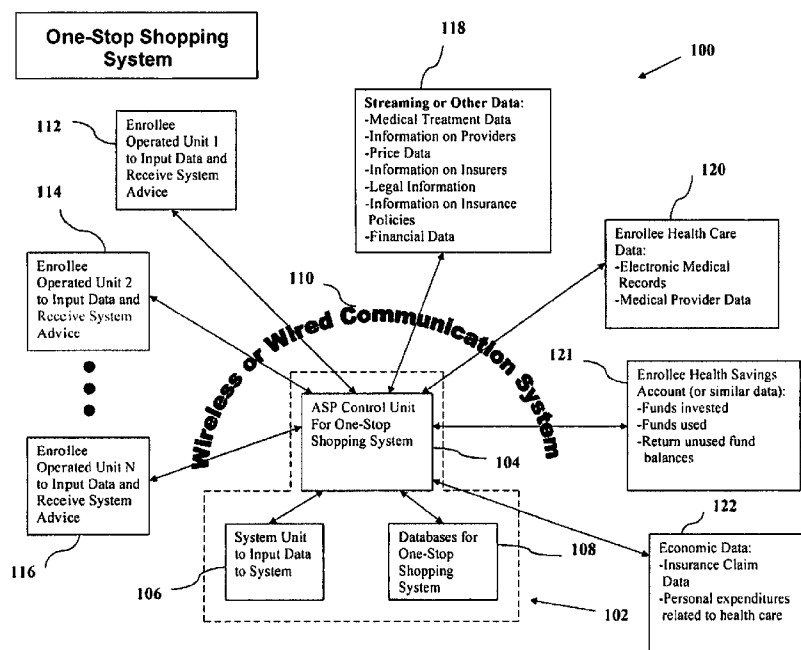 One-Stop Shopping
System
118
100
112
Enrollee
Operated Unit 1
to Input Data and
Receive System
Advice
Streaming or Other Data:
-Medical Treatment Data
-Information on Providers
-Price Data
-Information on Insurers
-Legal Information
-Information on Insurance
Policies
-Financial Data
120
Enrollee Health Care
Data:
-Electronic Medical
Records
-Medical Provider Data
114
Enrollee
Operated Unit 2
to Input Data and
Receive System
Advice
110
Wireless or Wired Communication System
121
Enrollee Health Savings
Account (or similar data):
-Funds invested
-Funds used
-Return unused fund
balances
ASP Control Unit
For One-Stop
Shopping System
104
Enrollee
Operated Unit N
to Input Data and
Receive System
Advice
116
System Unit
to Input Data
to System
106
Databases for
One-Stop
Shopping
System
108
102
122
Economic Data:
-Insurance Claim
Data
-Personal expenditures
related to health care